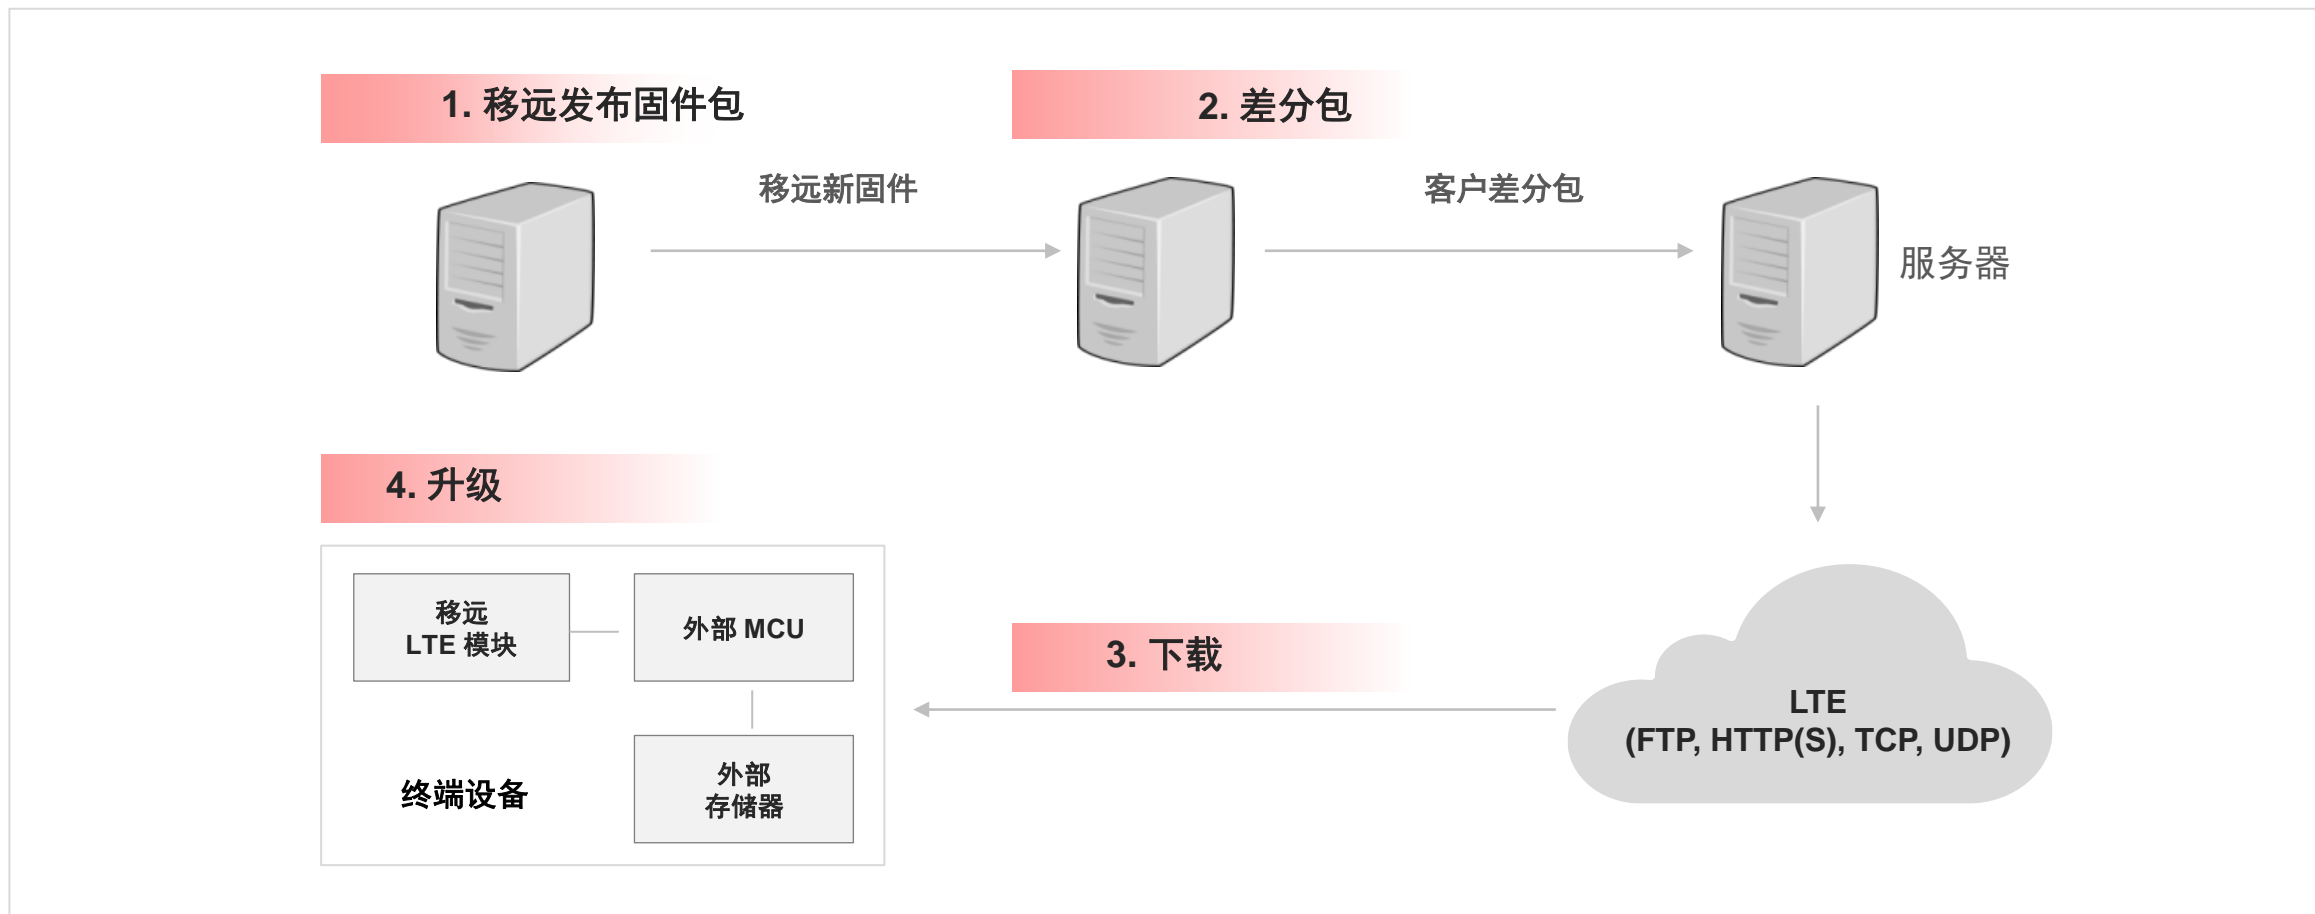 1. 移远发布固件包
2. 差分包
移远新固件
客户差分包
服务器
4. 升级
移远
LTE 模块
外部 MCU
外部
存储器
终端设备
3. 下载
LTE
(FTP, HTTP(S), TCP, UDP)